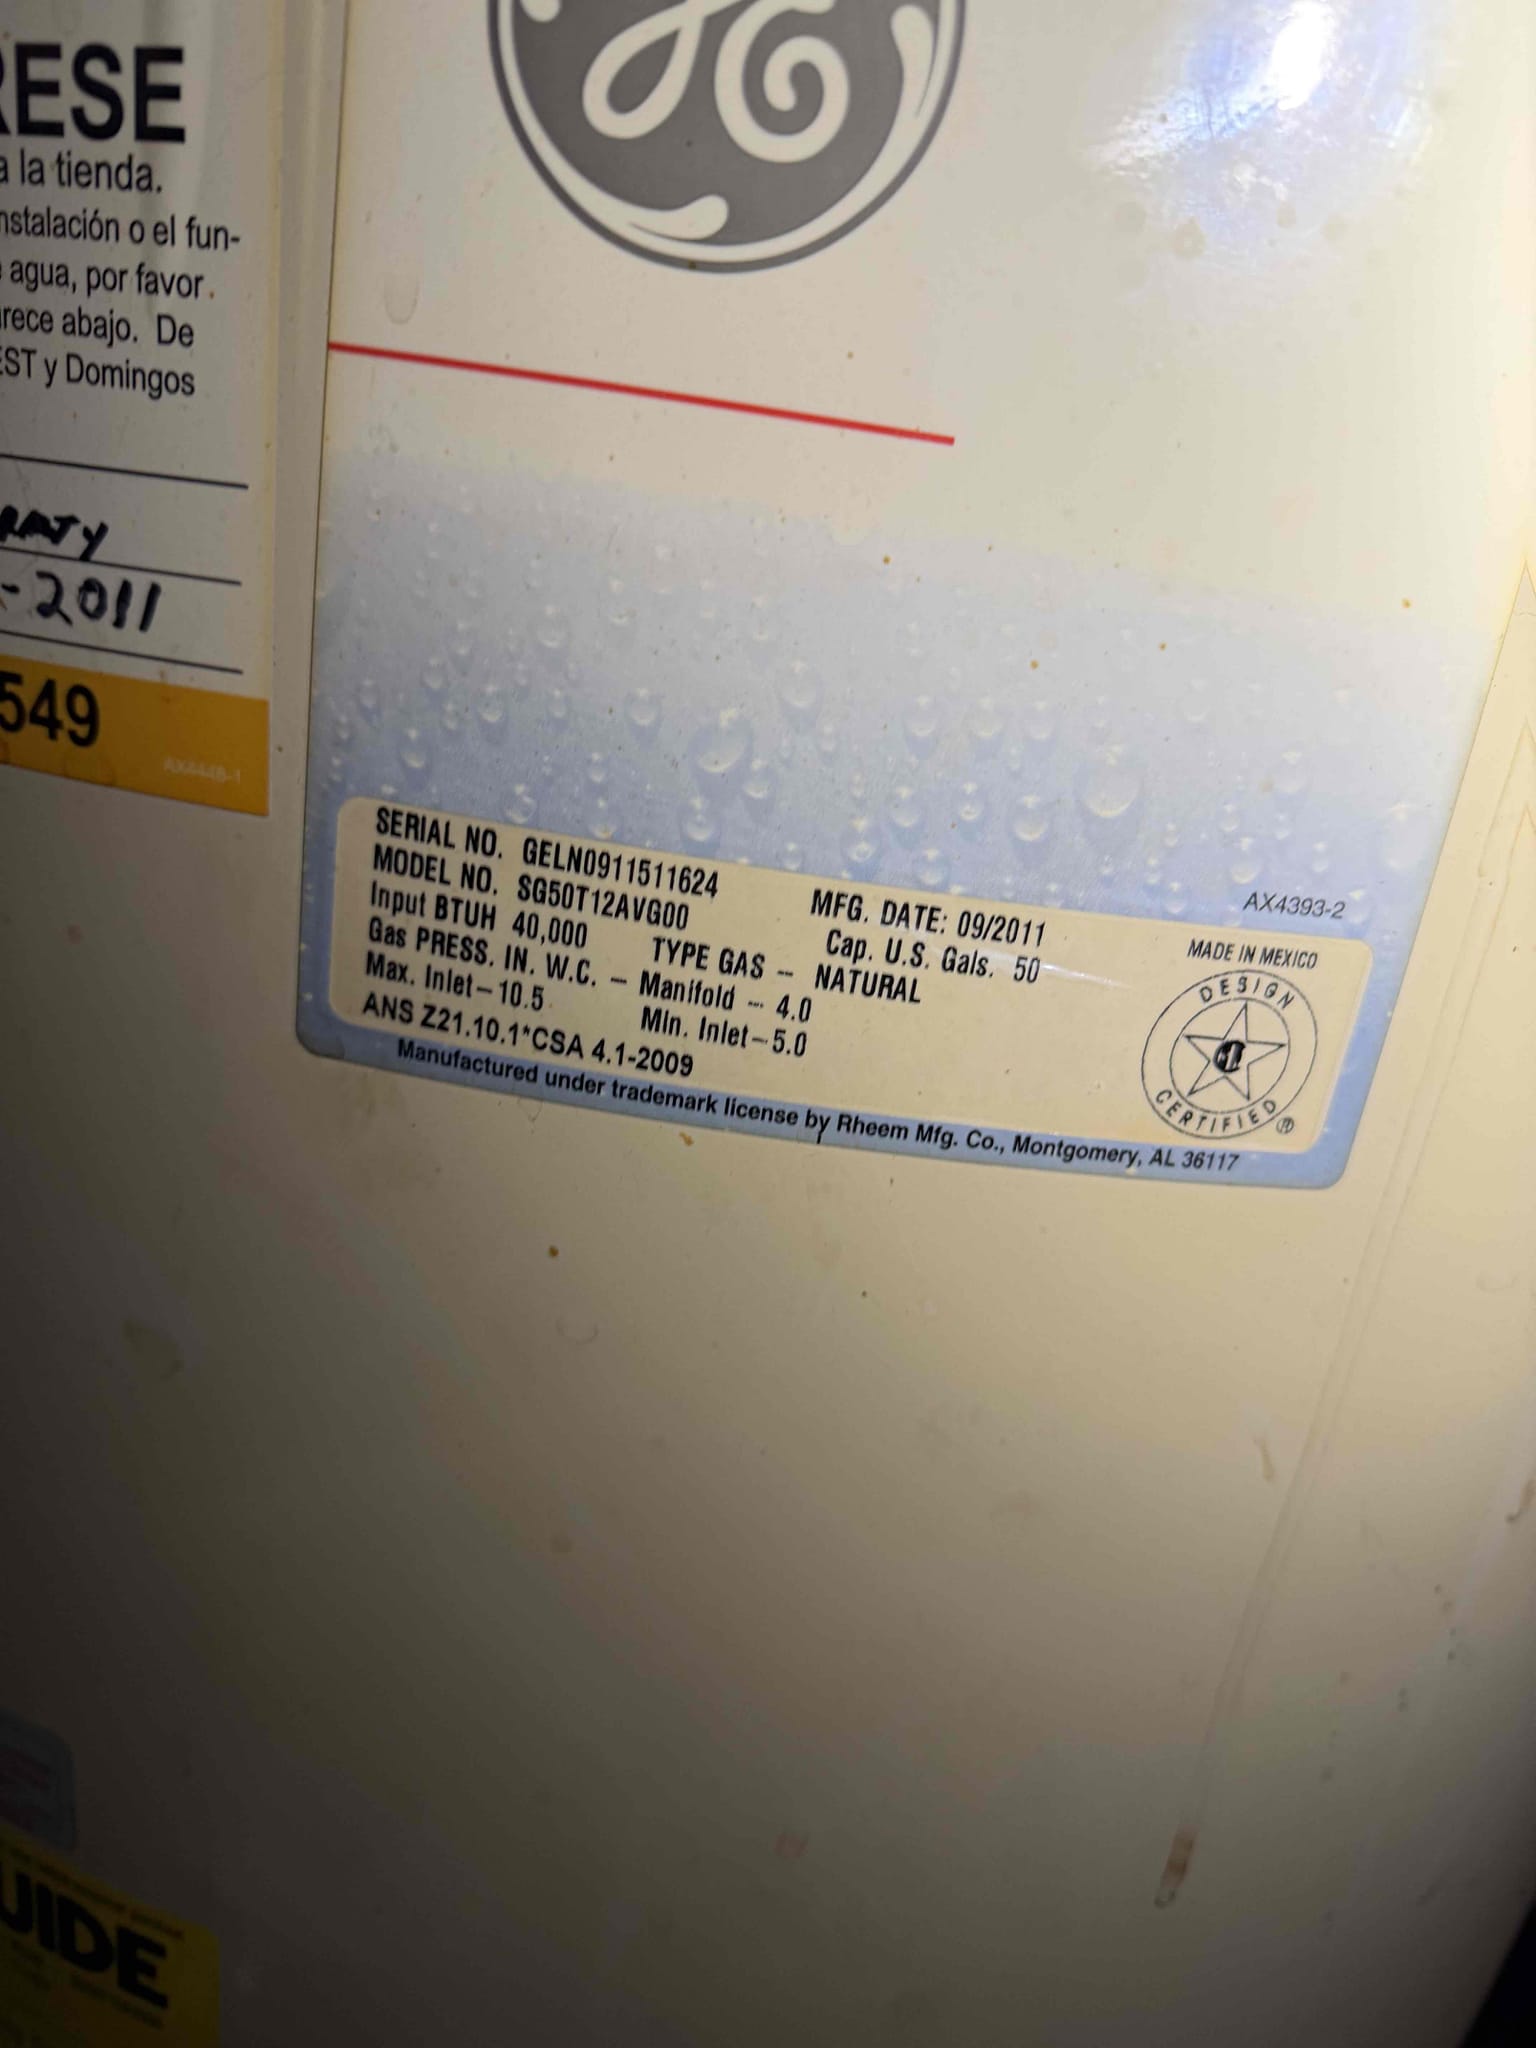 RESE
a la tienda.
nstalación o el fun-
agua, por favor.
rece abajo. De
EST y Domingos
-2011
549
AX4448-1
GE
SERIAL NO. GELN0911511624
MODEL NO. SG50T12AVG00 MFG. DATE: 09/2011
Input BTUH 40,000 TYPE GAS -- NATURAL Cap. U.S. Gals. 50
Gas PRESS. IN. W.C. -- Manifold --- 4.0
Max. Inlet--10.5 Min. Inlet--5.0
ANS Z21.10.1*CSA 4.1-2009
AX4393-2
MADE IN MEXICO
DESIGN
CERTIFIED ®
Manufactured under trademark license by Rheem Mfg. Co., Montgomery, AL 36117
UIDE